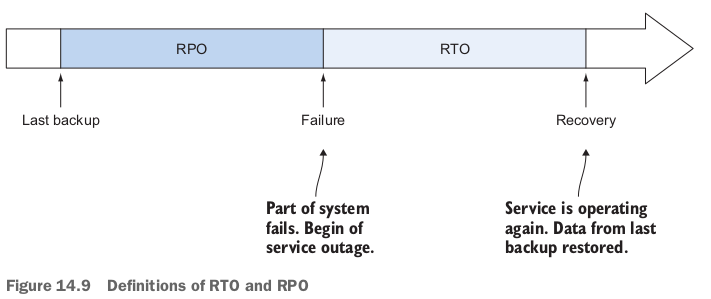 RPO
RTO
Last backup
Failure
Recovery
Part of system
fails. Begin of
service outage.
Service is operating
again. Data from last
backup restored.
Figure 14.9 Definitions of RTO and RPO